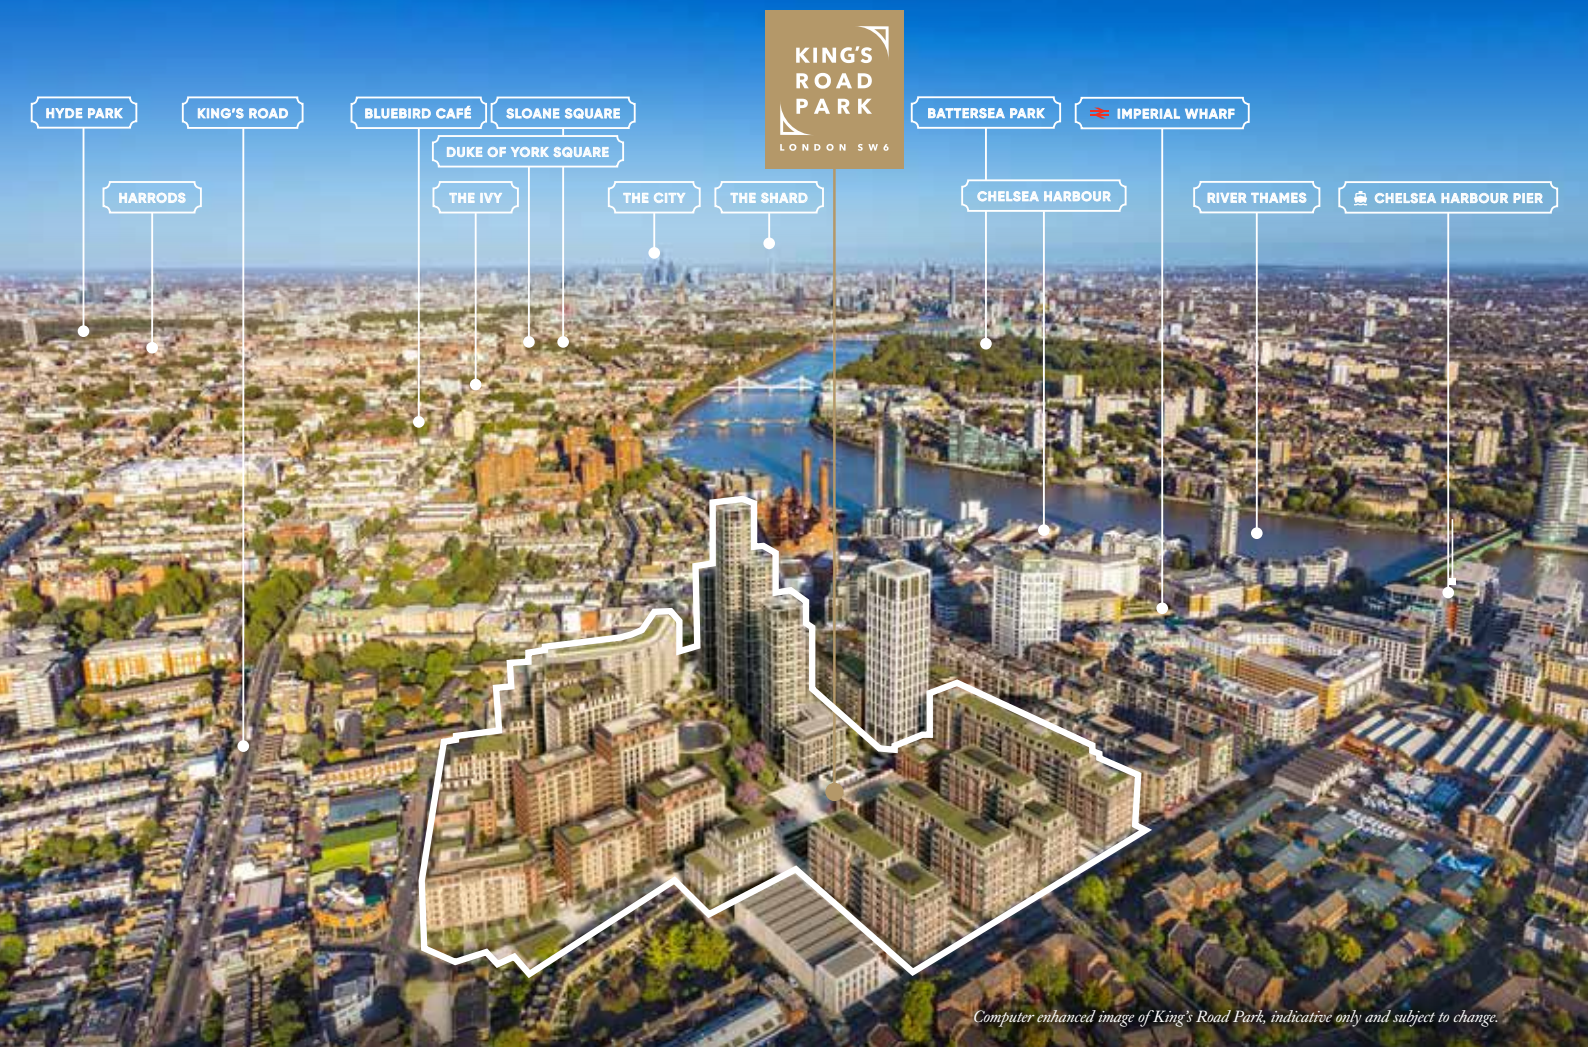 KING'S
ROAD
PARK
LONDON SW6
HYDE PARK
KING'S ROAD
BLUEBIRD CAFÉ
SLOANE SQUARE
BATTERSEA PARK
IMPERIAL WHARF
DUKE OF YORK SQUARE
HARRODS
THE IVY
THE CITY
THE SHARD
CHELSEA HARBOUR
RIVER THAMES
CHELSEA HARBOUR PIER
Computer enhanced image of King's Road Park, indicative only and subject to change.